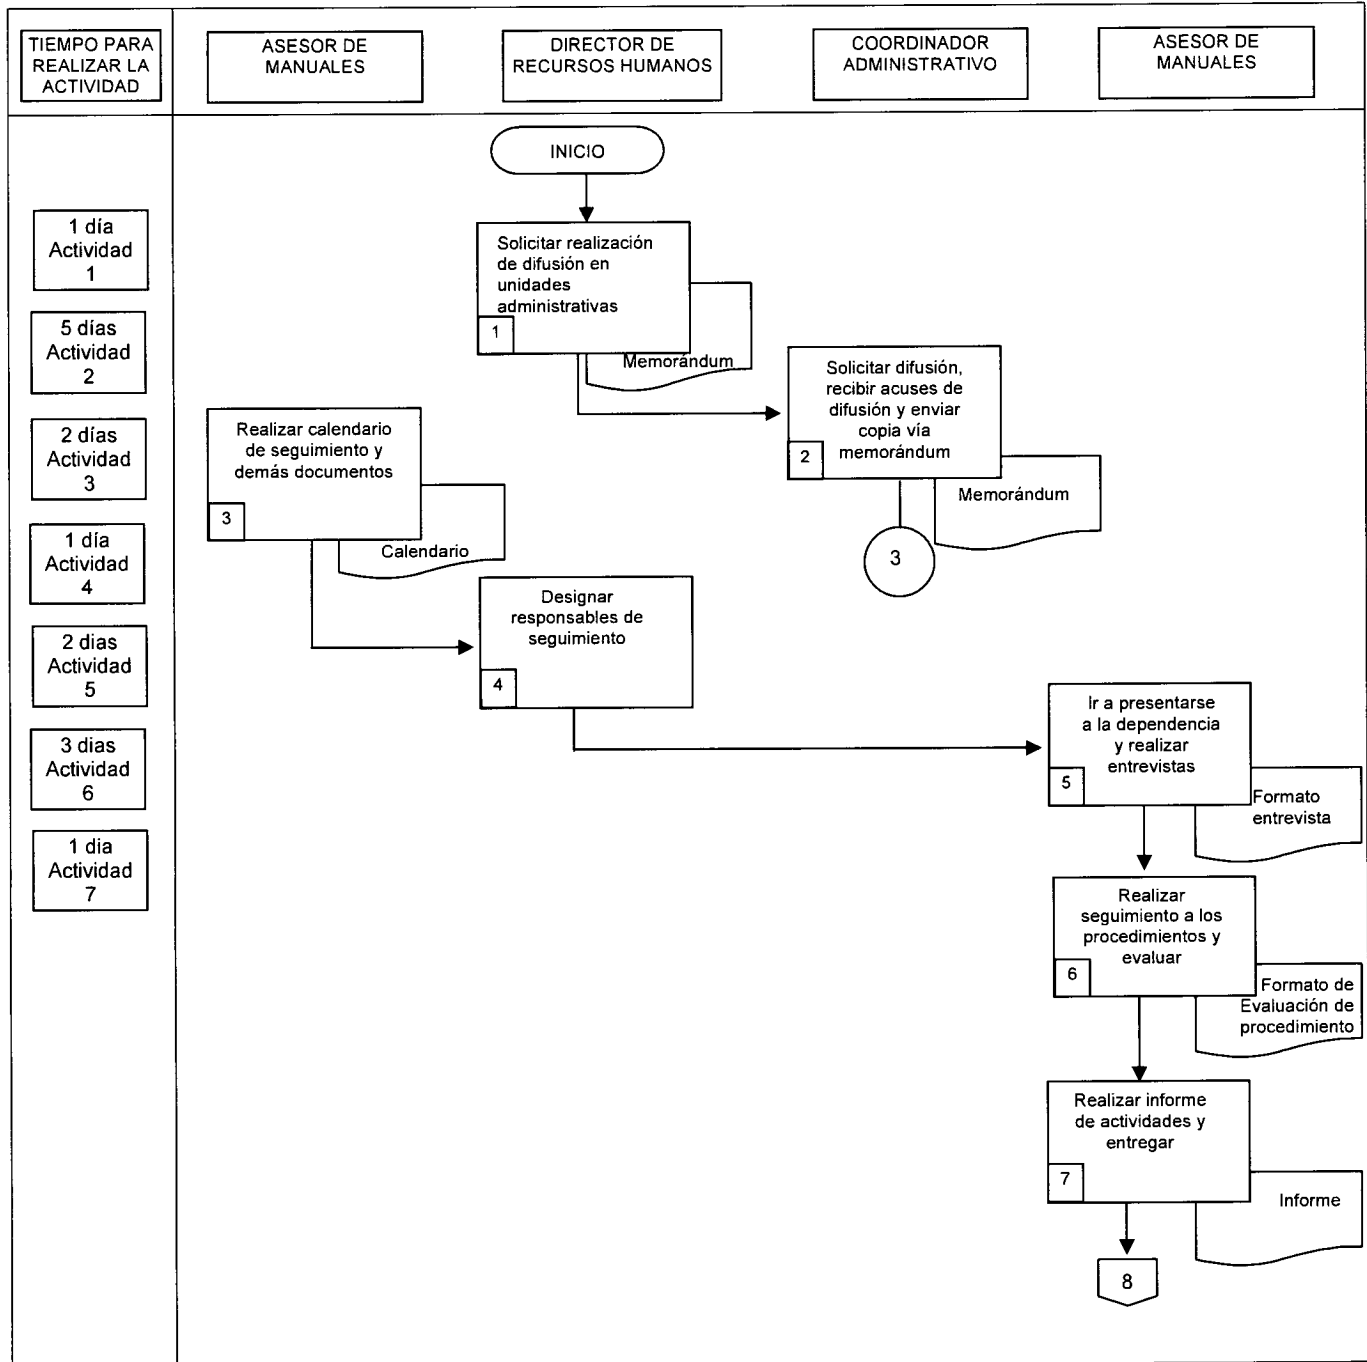 TIEMPO PARA
REALIZAR LA
ACTIVIDAD
ASESOR DE
MANUALES
DIRECTOR DE
RECURSOS HUMANOS
COORDINADOR
ADMINISTRATIVO
ASESOR DE
MANUALES
INICIO
1 día
Actividad
1
Solicitar realización
de difusión en
unidades
administrativas
1
Memorándum
5 días
Actividad
2
Solicitar difusión,
recibir acuses de
difusión y enviar
copia vía
memorándum
2
Memorándum
3
2 días
Actividad
3
Realizar calendario
de seguimiento y
demás documentos
3
Calendario
1 día
Actividad
4
Designar
responsables de
seguimiento
4
2 dias
Actividad
5
Ir a presentarse
a la dependencia
y realizar
entrevistas
5
Formato
entrevista
3 dias
Actividad
6
Realizar
seguimiento a los
procedimientos y
evaluar
6
Formato de
Evaluación de
procedimiento
1 dia
Actividad
7
Realizar informe
de actividades y
entregar
7
Informe
8